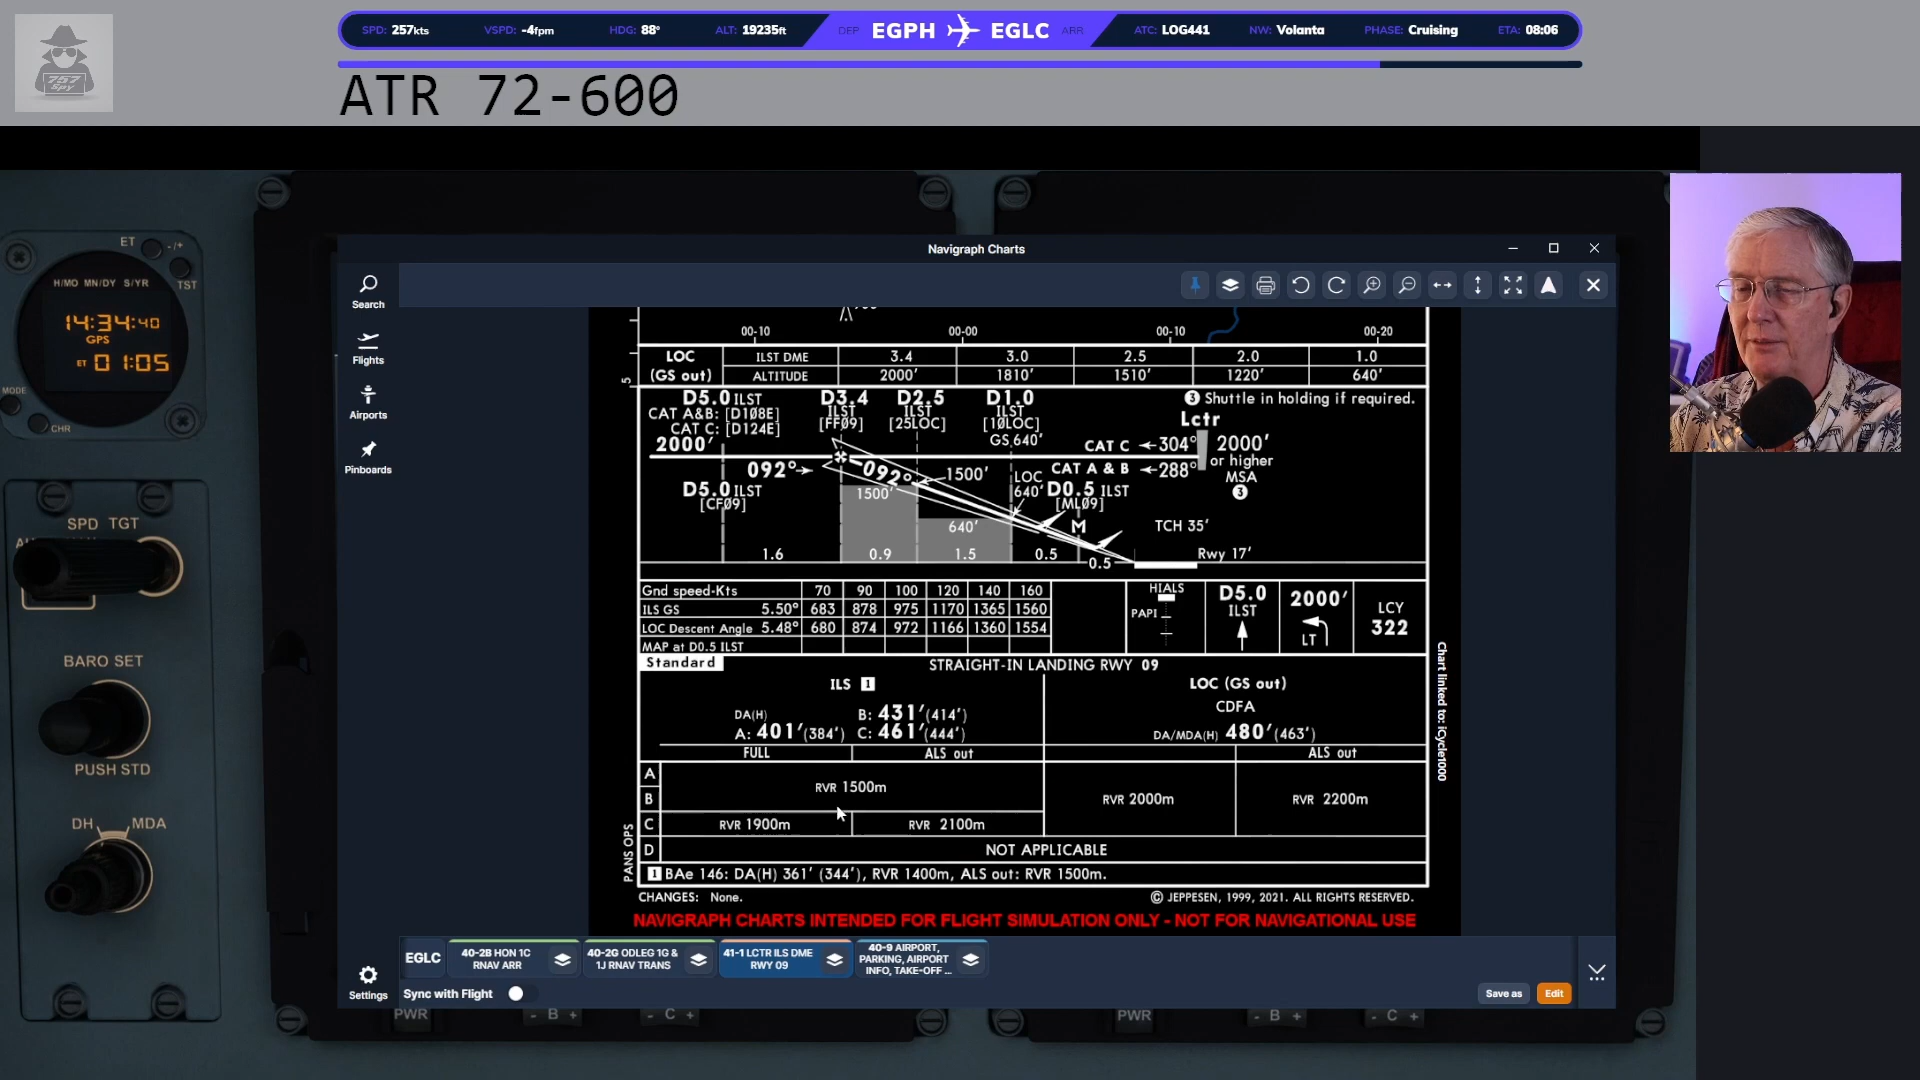 SPD: 257kts VSPD: -4fpm HDG: 88° ALT: 19235ft DEP EGPH EGLC ARR ATC: LOG441 NW: Volanta PHASE: Cruising ETA: 08:06
757
Spy
ATR 72-600
Navigraph Charts
ET -/+
TST
H/MO MN/DY S/YR
14:34:40
GPS
ET 01:05
MODE
CHR
SPD TGT
BARO SET
PUSH STD
DH MDA
Search
Flights
Airports
Pinboards
Settings
00-10 00-00 00-10 00-20
5
LOC ILST DME 3.4 3.0 2.5 2.0 1.0
(GS out) ALTITUDE 2000' 1810' 1510' 1220' 640'
D5.0 ILST D3.4 D2.5 D1.0 3 Shuttle in holding if required.
CAT A&B: [D108E] ILST ILST ILST Lctr
CAT C: [D124E] [FF09] [25LOC] [10LOC]
2000' GS 640' CAT C 304° 2000'
or higher
092° 092° 1500' CAT A & B 288° MSA
D5.0 ILST 1500' LOC 640' D0.5 ILST 3
[CF09] [ML09]
640' M TCH 35'
1.6 0.9 1.5 0.5 0.5 Rwy 17'
Gnd speed-Kts 70 90 100 120 140 160
ILS GS 5.50° 683 878 975 1170 1365 1560
LOC Descent Angle 5.48° 680 874 972 1166 1360 1554
MAP at D0.5 ILST
HIALS
PAPI
D5.0
ILST
2000'
LT
LCY
322
Standard STRAIGHT-IN LANDING RWY 09
ILS 1 LOC (GS out)
CDFA
DA(H) B: 431'(414')
A: 401'(384') C: 461'(444') DA/MDA(H) 480'(463')
FULL ALS out ALS out
A
RVR 1500m
B RVR 2000m RVR 2200m
C RVR 1900m RVR 2100m
D NOT APPLICABLE
1 BAe 146: DA(H) 361' (344'), RVR 1400m, ALS out: RVR 1500m.
PANS OPS
CHANGES: None. © JEPPESEN, 1999, 2021. ALL RIGHTS RESERVED.
NAVIGRAPH CHARTS INTENDED FOR FLIGHT SIMULATION ONLY - NOT FOR NAVIGATIONAL USE
Chart linked to: iCycle1000
EGLC
40-2B HON 1C
RNAV ARR
40-2G ODLEG 1G &
1J RNAV TRANS
41-1 LCTR ILS DME
RWY 09
40-9 AIRPORT,
PARKING, AIRPORT
INFO, TAKE-OFF ...
Sync with Flight Save as Edit
PWR - B + - C + PWR - B + - C +